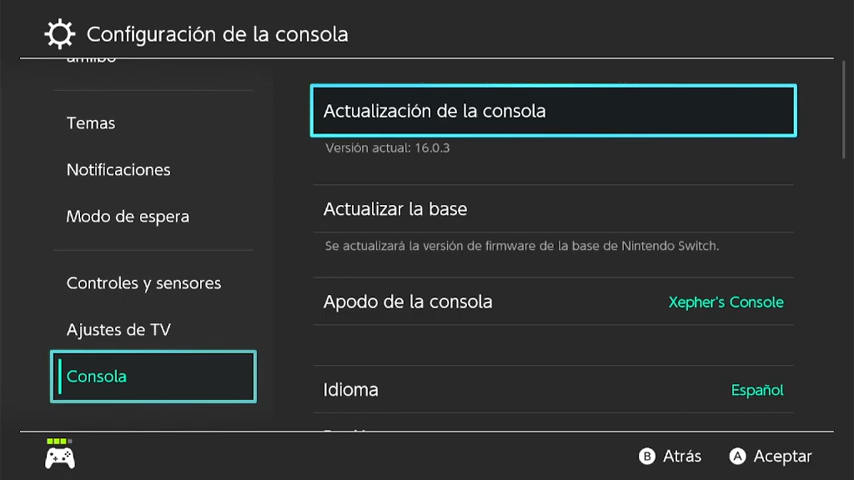 Configuración de la consola
amiibo
Temas
Notificaciones
Modo de espera
Controles y sensores
Ajustes de TV
Consola
Actualización de la consola
Versión actual: 16.0.3
Actualizar la base
Se actualizará la versión de firmware de la base de Nintendo Switch.
Apodo de la consola Xepher's Console
Idioma Español
B Atrás A Aceptar